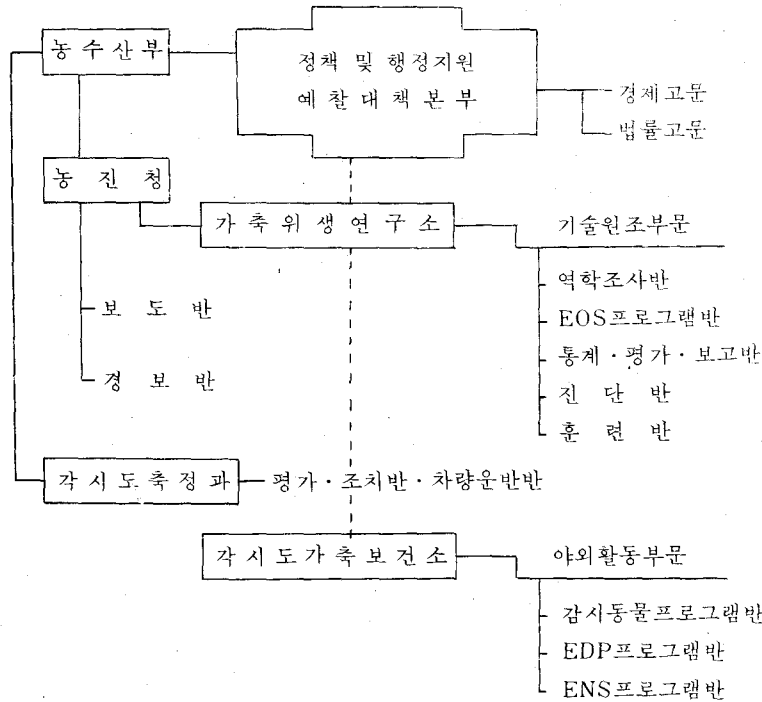 농 수 산 부
정책 및 행정지원
예 찰 대 책 본 부
경제고문
법률고문
농 진 청
가 축 위 생 연 구 소
기술원조부문
역학조사반
보 도 반
EOS프로그램반
통계·평가·보고반
경 보 반
진 단 반
훈 련 반
각 시 도 축 정 과
평가·조치반·차량운반반
각 시 도 가 축 보 건 소
야외활동부문
감시동물프로그램반
EDP프로그램반
ENS프로그램반